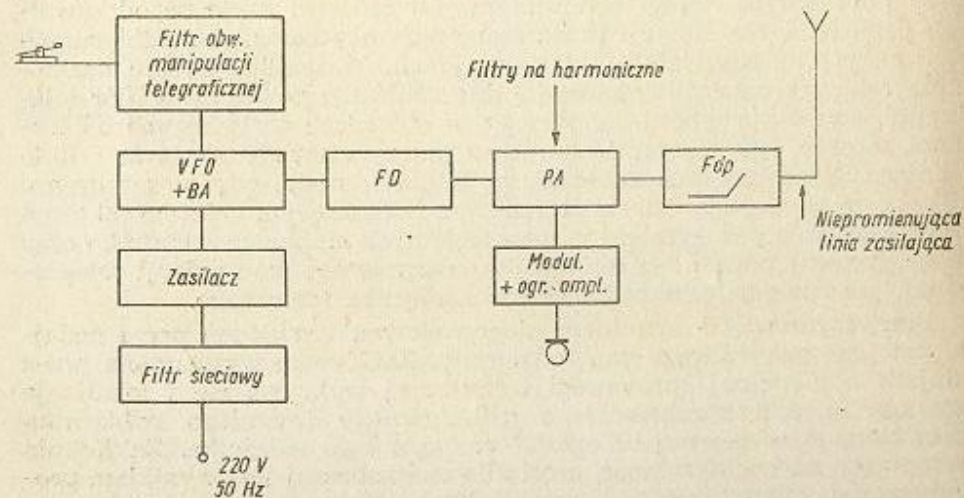 Filtr obw.
manipulacji
telegraficznej
Filtry na harmoniczne
VFO
+BA
FD
PA
Fdp
Niepromieniująca
linia zasilająca
Zasilacz
Modul.
+ ogr. ampl.
Filtr sieciowy
220 V
50 Hz